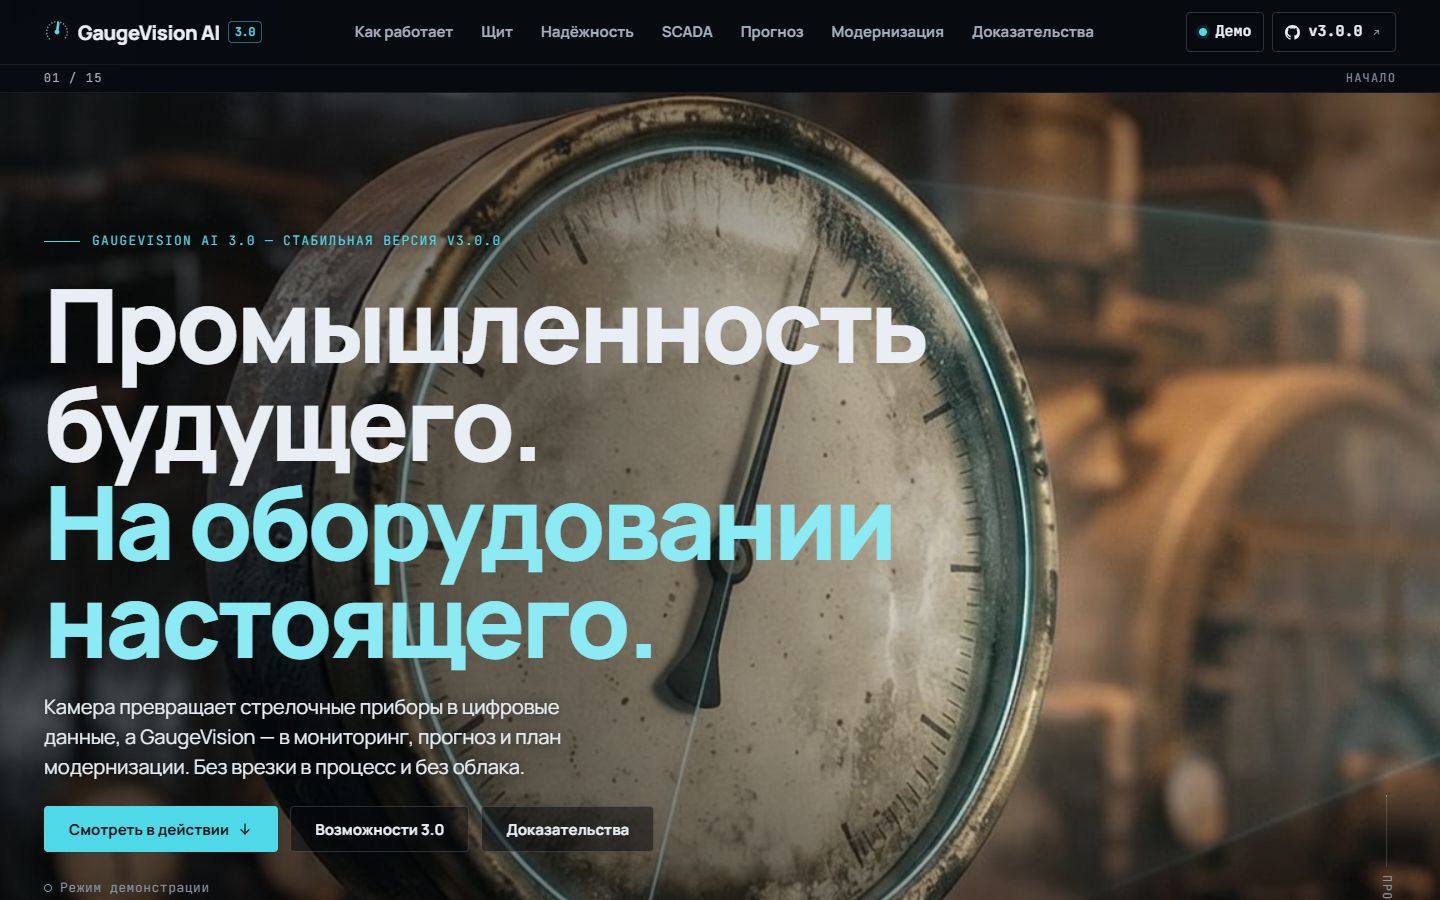 GaugeVision AI 3.0
Как работает Щит Надёжность SCADA Прогноз Модернизация Доказательства
Демо v3.0.0 ↗
01 / 15
НАЧАЛО
GAUGEVISION AI 3.0 — СТАБИЛЬНАЯ ВЕРСИЯ V3.0.0
Промышленность
будущего.
На оборудовании
настоящего.
Камера превращает стрелочные приборы в цифровые
данные, а GaugeVision — в мониторинг, прогноз и план
модернизации. Без врезки в процесс и без облака.
Смотреть в действии ↓
Возможности 3.0
Доказательства
Режим демонстрации
ПРО